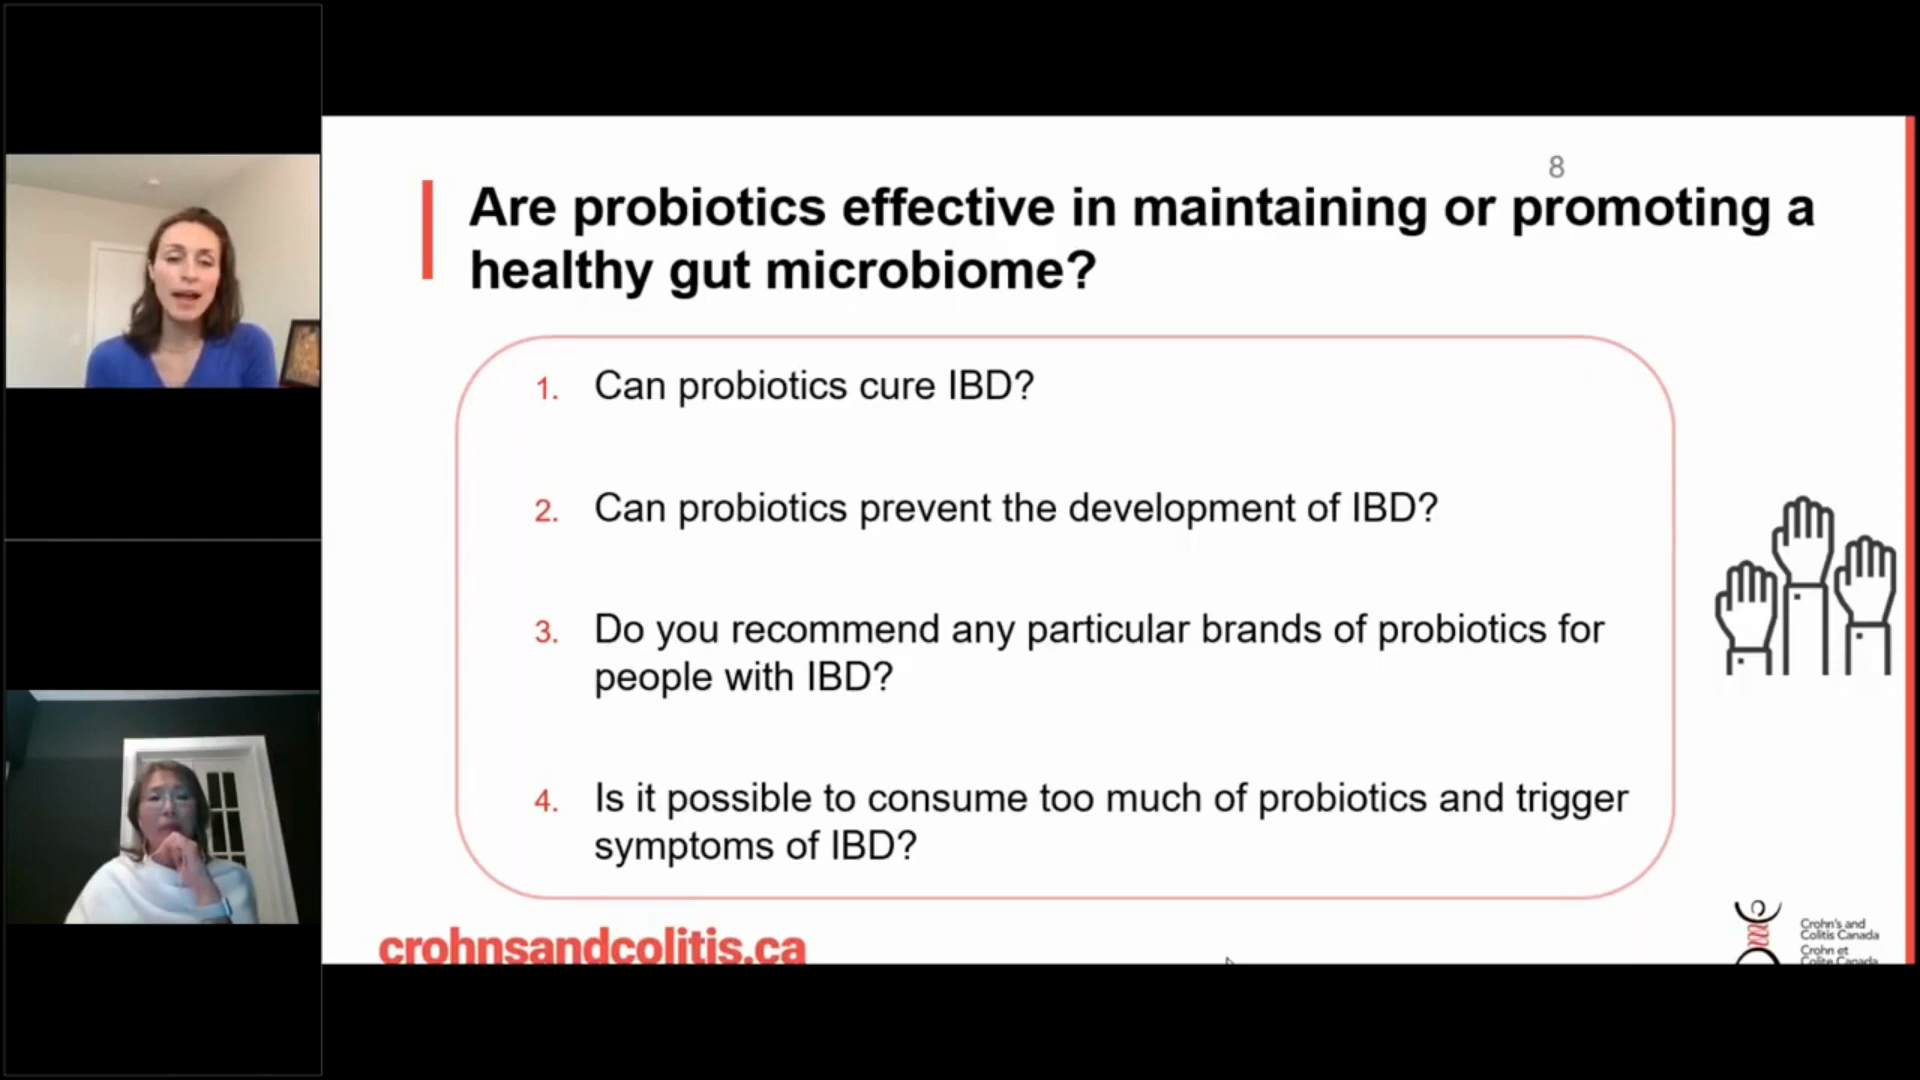 8
Are probiotics effective in maintaining or promoting a
healthy gut microbiome?
1. Can probiotics cure IBD?
2. Can probiotics prevent the development of IBD?
3. Do you recommend any particular brands of probiotics for
people with IBD?
4. Is it possible to consume too much of probiotics and trigger
symptoms of IBD?
crohnsandcolitis.ca
Crohn's and
Colitis Canada
Crohn et
Colite Canada